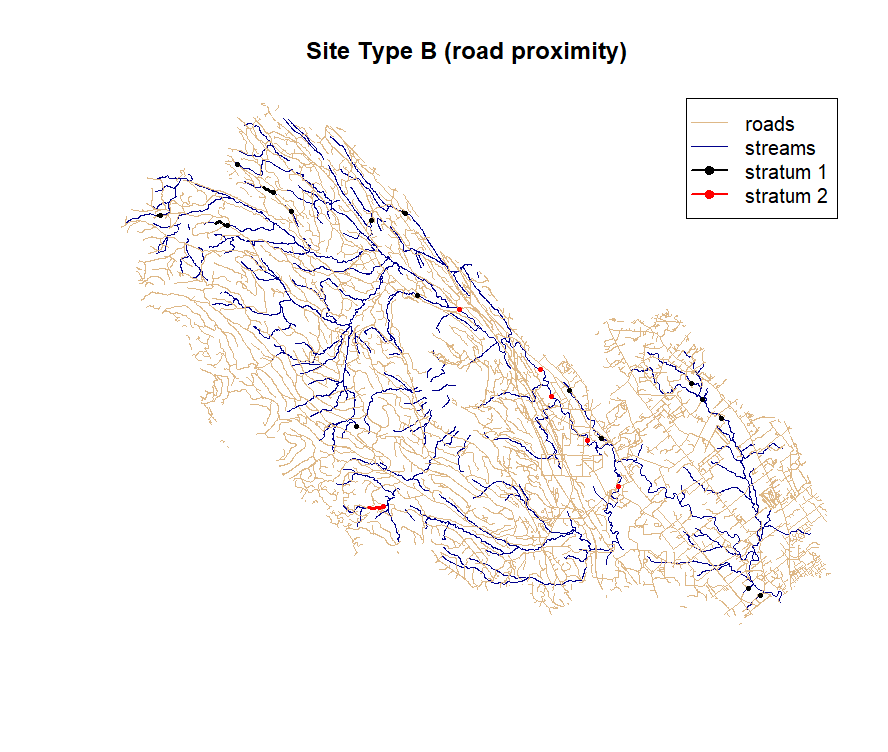 Site Type B (road proximity)
roads
streams
stratum 1
stratum 2